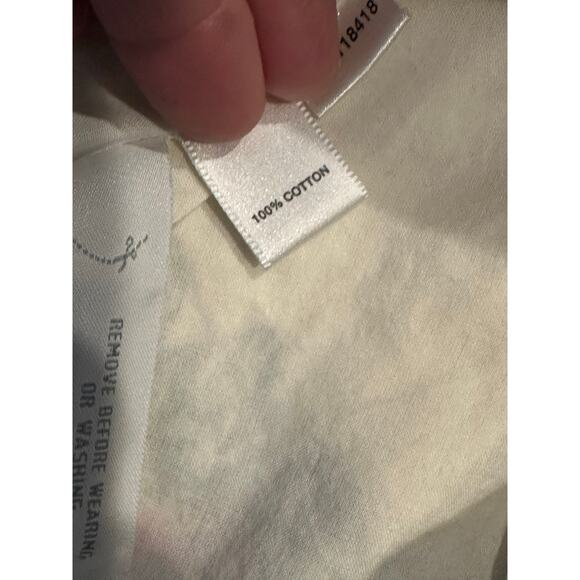 118418
100% COTTON
REMOVE BEFORE WEARING
OR WASHING